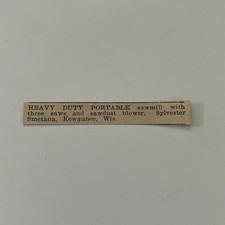 HEAVY DUTY PORTABLE sawmill with
three saws and sawdust blower. Sylvester
Smetana, Kewaunee, Wis.